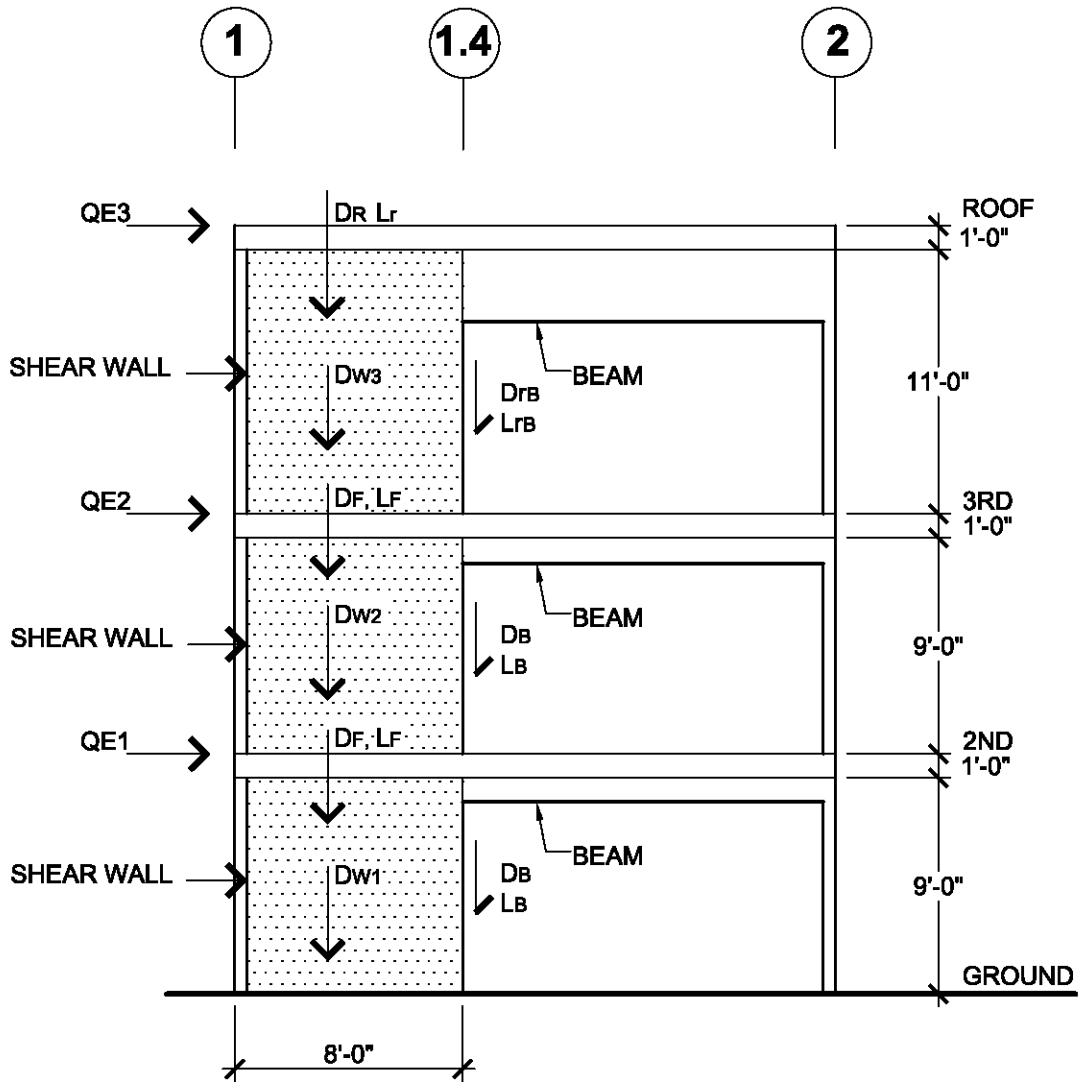 1
1.4
2
QE3
DR Lr
ROOF
1'-0"
SHEAR WALL
DW3
BEAM
DrB
LrB
11'-0"
QE2
DF, LF
3RD
1'-0"
SHEAR WALL
DW2
BEAM
DB
LB
9'-0"
QE1
DF, LF
2ND
1'-0"
SHEAR WALL
DW1
BEAM
DB
LB
9'-0"
GROUND
8'-0"